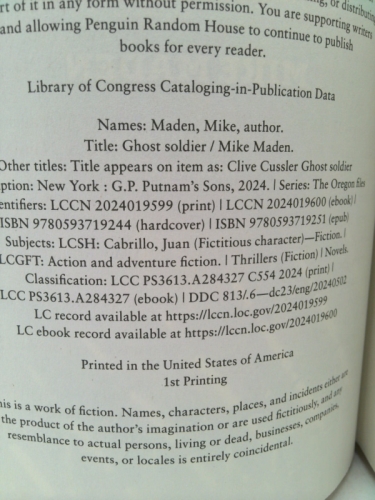 rt of it in any form without permission. You are supporting writers
and allowing Penguin Random House to continue to publish
books for every reader.
Library of Congress Cataloging-in-Publication Data
Names: Maden, Mike, author.
Title: Ghost soldier / Mike Maden.
Other titles: Title appears on item as: Clive Cussler Ghost soldier
ption: New York : G.P. Putnam's Sons, 2024. | Series: The Oregon files
entifiers: LCCN 2024019599 (print) | LCCN 2024019600 (ebook) |
ISBN 9780593719244 (hardcover) | ISBN 9780593719251 (epub)
Subjects: LCSH: Cabrillo, Juan (Fictitious character)—Fiction. |
LCGFT: Action and adventure fiction. | Thrillers (Fiction) | Novels.
Classification: LCC PS3613.A284327 C554 2024 (print) |
LCC PS3613.A284327 (ebook) | DDC 813/.6—dc23/eng/20240502
LC record available at https://lccn.loc.gov/2024019599
LC ebook record available at https://lccn.loc.gov/2024019600
Printed in the United States of America
1st Printing
his is a work of fiction. Names, characters, places, and incidents either are
the product of the author's imagination or are used fictitiously, and any
resemblance to actual persons, living or dead, businesses, companies,
events, or locales is entirely coincidental.